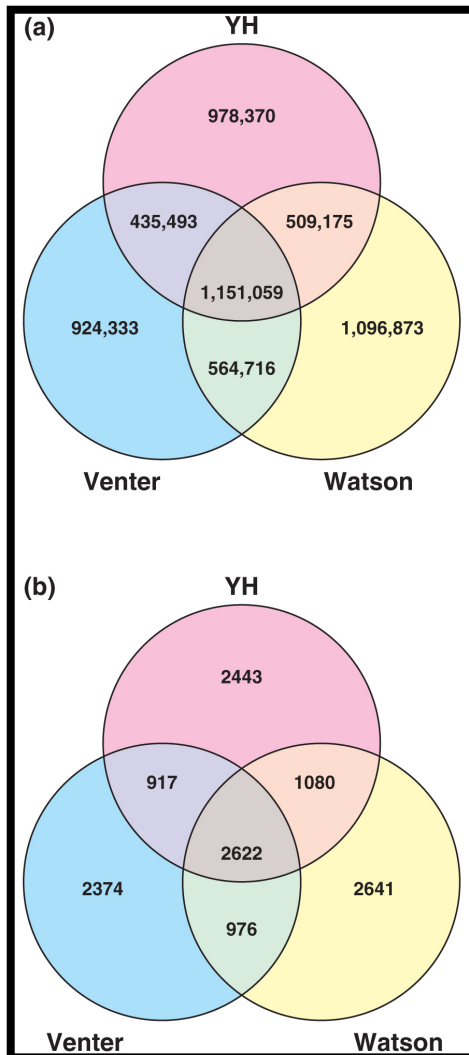 (a)
YH
978,370
435,493
509,175
1,151,059
924,333
1,096,873
564,716
Venter
Watson
(b)
YH
2443
917
1080
2622
2374
2641
976
Venter
Watson